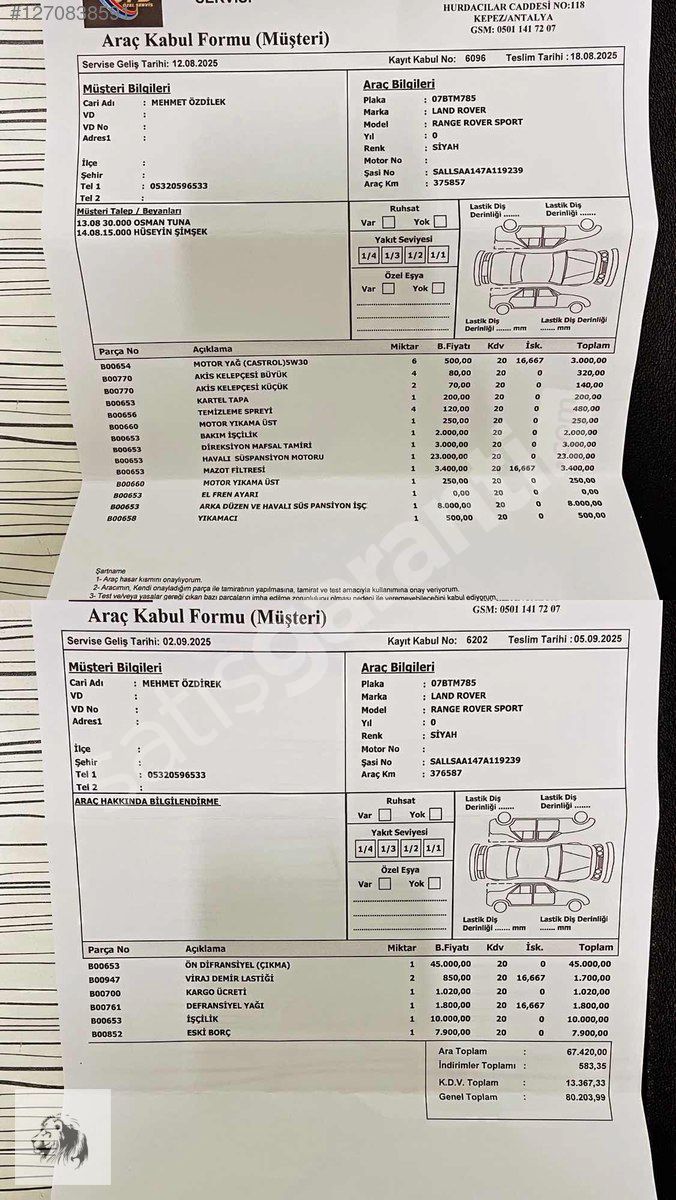 #1270838557
ÖZEL SERVİS
SERVİSİ
HURDACILAR CADDESİ NO:118
KEPEZ/ANTALYA
GSM: 0501 141 72 07
Araç Kabul Formu (Müşteri)
Servise Geliş Tarihi: 12.08.2025 Kayıt Kabul No: 6096 Teslim Tarihi :18.08.2025
Müşteri Bilgileri
Cari Adı : MEHMET ÖZDİLEK
VD :
VD No :
Adres1 :
İlçe :
Şehir :
Tel 1 : 05320596533
Tel 2 :
Araç Bilgileri
Plaka : 07BTM785
Marka : LAND ROVER
Model : RANGE ROVER SPORT
Yıl : 0
Renk : SİYAH
Motor No :
Şasi No : SALLSAA147A119239
Araç Km : 375857
Müşteri Talep / Beyanları
13.08 30.000 OSMAN TUNA
14.08.15.000 HÜSEYİN ŞİMŞEK
Ruhsat
Var Yok
Yakıt Seviyesi
1/4 1/3 1/2 1/1
Özel Eşya
Var Yok
Lastik Diş Derinliği ....... Lastik Diş Derinliği .......
Lastik Diş Derinliği ....... mm Lastik Diş Derinliği ....... mm
Parça No Açıklama Miktar B.Fiyatı Kdv İsk. Toplam
B00654 MOTOR YAĞ (CASTROL)5W30 6 500,00 20 16,667 3.000,00
B00770 AKİS KELEPÇESİ BÜYÜK 4 80,00 20 0 320,00
B00770 AKİS KELEPÇESİ KÜÇÜK 2 70,00 20 0 140,00
B00653 KARTEL TAPA 1 200,00 20 0 200,00
B00656 TEMİZLEME SPREYİ 4 120,00 20 0 480,00
B00660 MOTOR YIKAMA ÜST 1 250,00 20 0 250,00
B00653 BAKIM İŞÇİLİK 1 2.000,00 20 0 2.000,00
B00653 DİREKSİYON MAFSAL TAMİRİ 1 3.000,00 20 0 3.000,00
B00653 HAVALI SÜSPANSİYON MOTORU 1 23.000,00 20 0 23.000,00
B00653 MAZOT FİLTRESİ 1 3.400,00 20 16,667 3.400,00
B00660 MOTOR YIKAMA ÜST 1 250,00 20 0 250,00
B00653 EL FREN AYARI 1 0,00 20 0 0,00
B00653 ARKA DÜZEN VE HAVALI SÜS PANSİYON İŞÇ 1 8.000,00 20 0 8.000,00
B00658 YIKAMACI 1 500,00 20 0 500,00
Şartname
1- Araç hasar kısmını onaylıyorum.
2- Aracımın, Kendi onayladığım parça ile tamiratının yapılmasına, tamirat ve test amacıyla kullanımına onay veriyorum.
3- Test ve/veya yasalar gereği çıkan bazı parçaların imha edilme zorunluluğu olması nedeni ile veremeyebileceğini kabul ediyorum.
GSM: 0501 141 72 07
Araç Kabul Formu (Müşteri)
Servise Geliş Tarihi: 02.09.2025 Kayıt Kabul No: 6202 Teslim Tarihi :05.09.2025
Müşteri Bilgileri
Cari Adı : MEHMET ÖZDİREK
VD :
VD No :
Adres1 :
İlçe :
Şehir :
Tel 1 : 05320596533
Tel 2 :
Araç Bilgileri
Plaka : 07BTM785
Marka : LAND ROVER
Model : RANGE ROVER SPORT
Yıl : 0
Renk : SİYAH
Motor No :
Şasi No : SALLSAA147A119239
Araç Km : 376587
ARAC HAKKINDA BİLGİLENDİRME
Ruhsat
Var Yok
Yakıt Seviyesi
1/4 1/3 1/2 1/1
Özel Eşya
Var Yok
Lastik Diş Derinliği ....... Lastik Diş Derinliği .......
Lastik Diş Derinliği ....... mm Lastik Diş Derinliği ....... mm
Parça No Açıklama Miktar B.Fiyatı Kdv İsk. Toplam
B00653 ÖN DİFRANSİYEL (ÇIKMA) 1 45.000,00 20 0 45.000,00
B00947 VİRAJ DEMİR LASTİĞİ 2 850,00 20 16,667 1.700,00
B00700 KARGO ÜCRETİ 1 1.020,00 20 0 1.020,00
B00761 DEFRANSİYEL YAĞI 1 1.800,00 20 16,667 1.800,00
B00653 İŞÇİLİK 1 10.000,00 20 0 10.000,00
B00852 ESKİ BORÇ 1 7.900,00 20 0 7.900,00
Ara Toplam : 67.420,00
İndirimler Toplamı : 583,35
K.D.V. Toplam : 13.367,33
Genel Toplam : 80.203,99
satışgaranti.com